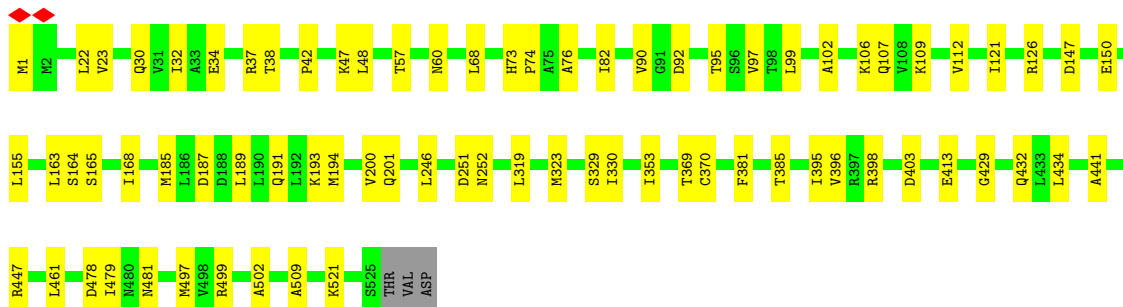 M1 M2 L22 V23 Q30 V31 I32 A33 E34 R37 T38 P42 K47 L48 T57 N60 L68 H73 P74 A75 A76 I82 V90 G91 D92 T95 S96 V97 T98 L99 A102 K106 Q107 V108 K109 V112 I121 R126 D147 E150
L155 L163 S164 S165 I168 M185 L186 D187 D188 L189 L190 Q191 L192 K193 M194 V200 Q201 L246 D251 N252 L319 M323 S329 I330 I353 T369 C370 F381 T385 I395 V396 R397 R398 D403 E413 G429 Q432 L433 L434 A441
R447 L461 D478 I479 N480 N481 M497 V498 R499 A502 A509 K521 S525 THR VAL ASP